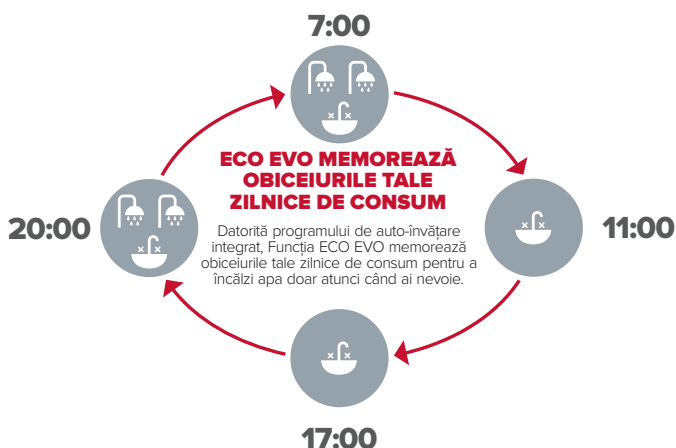 7:00
ECO EVO MEMOREAZĂ
OBICEIURILE TALE
ZILNICE DE CONSUM
20:00
11:00
Datorită programului de auto-învățare
integrat, Funcția ECO EVO memorează
obiceiurile tale zilnice de consum pentru a
încălzi apa doar atunci când ai nevoie.
17:00